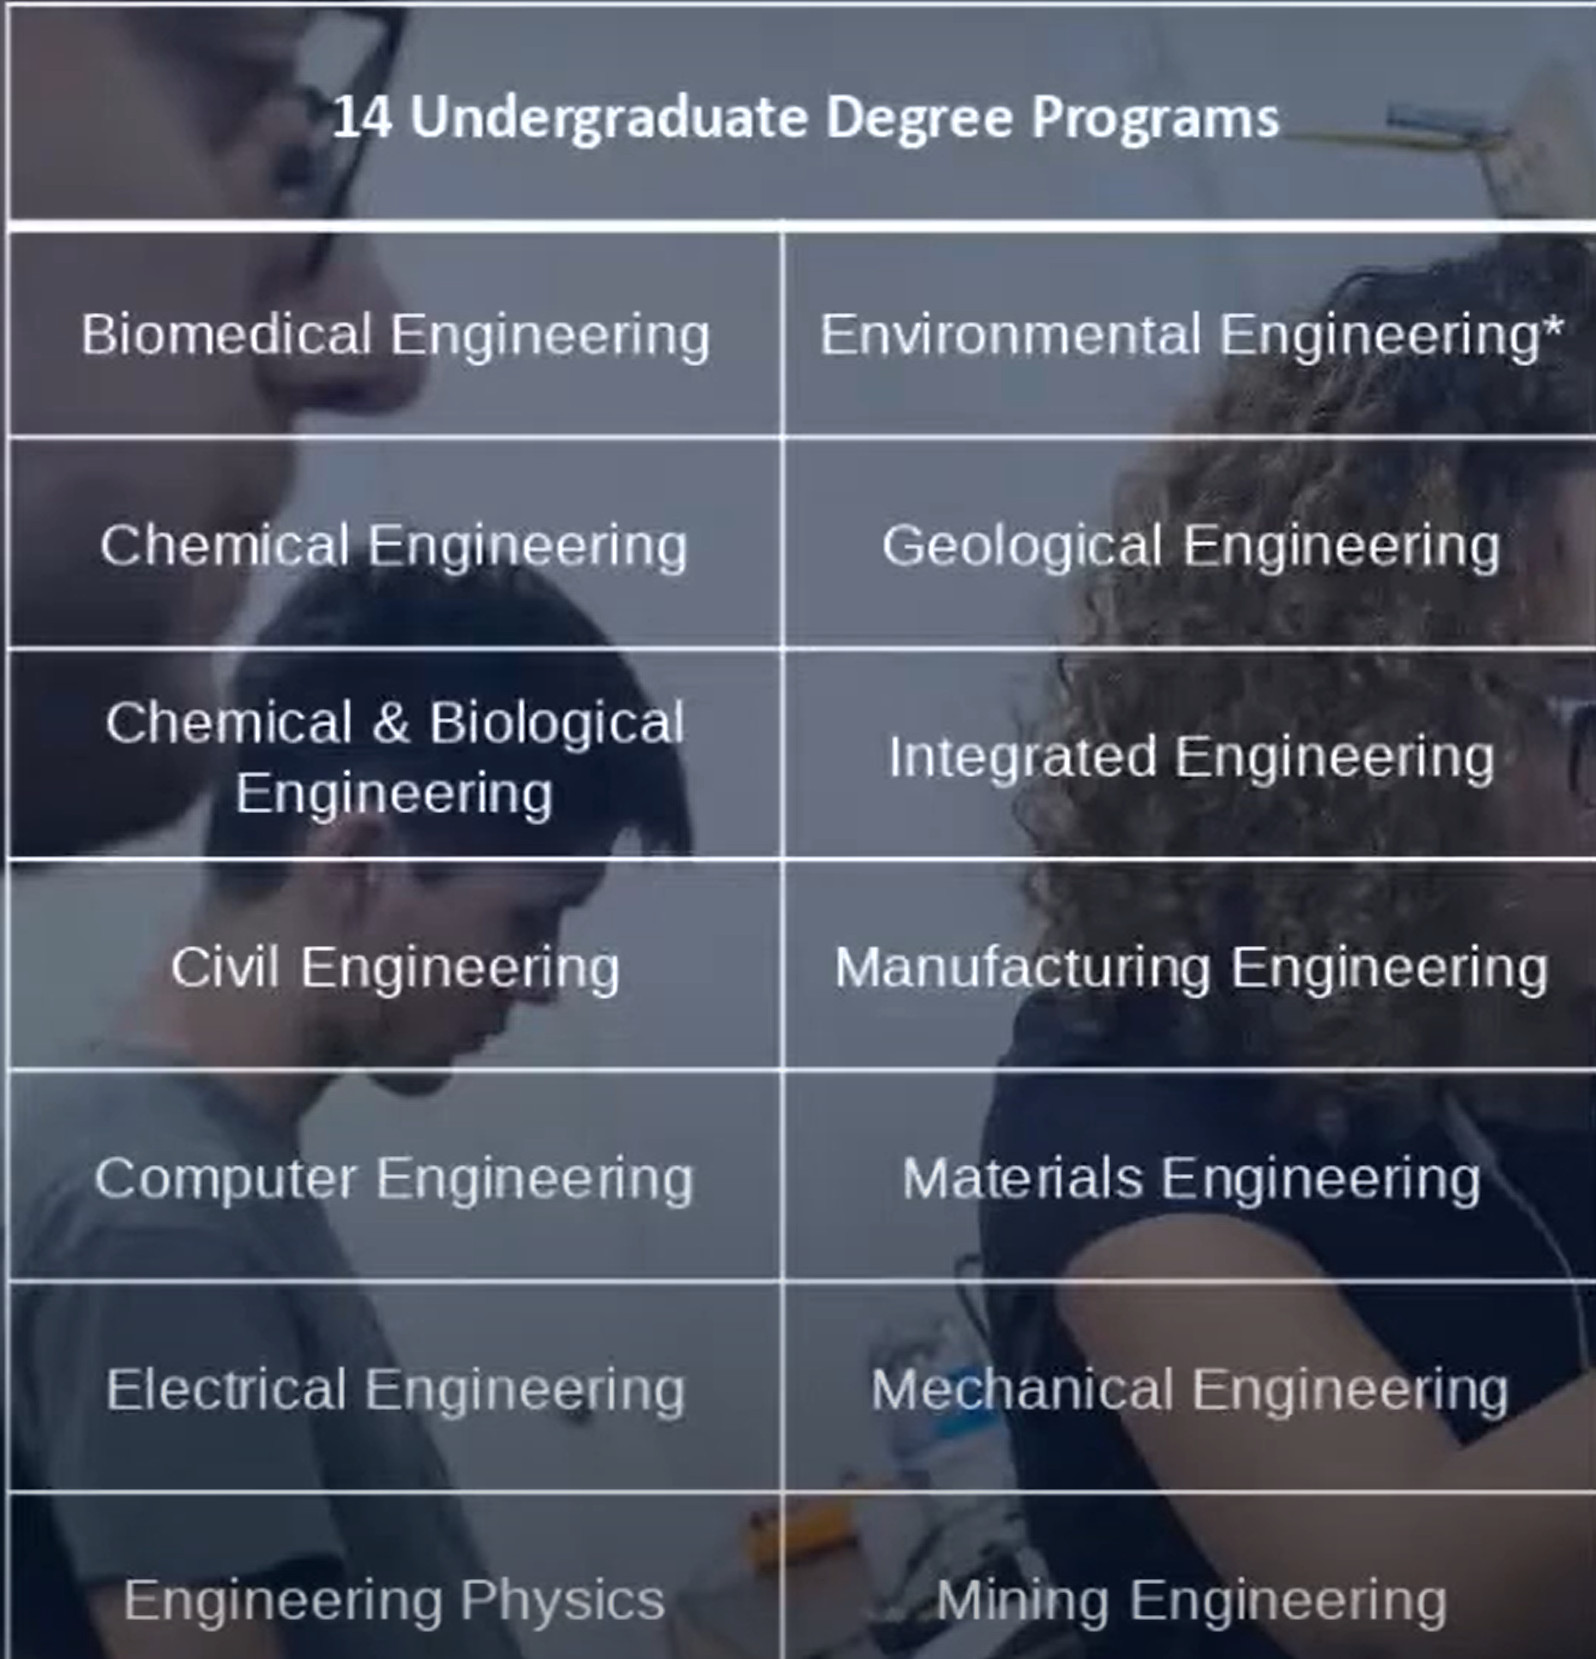 14 Undergraduate Degree Programs
Biomedical Engineering
Environmental Engineering*
Chemical Engineering
Geological Engineering
Chemical & Biological
Engineering
Integrated Engineering
Civil Engineering
Manufacturing Engineering
Computer Engineering
Materials Engineering
Electrical Engineering
Mechanical Engineering
Engineering Physics
Mining Engineering